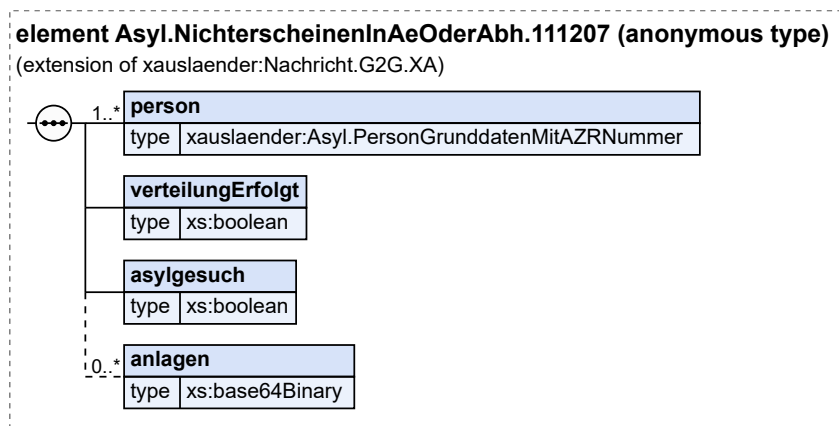 element Asyl.NichterscheinenInAeOderAbh.111207 (anonymous type)
(extension of xauslaender:Nachricht.G2G.XA)
1..* person
type xauslaender:Asyl.PersonGrunddatenMitAZRNummer
verteilungErfolgt
type xs:boolean
asylgesuch
type xs:boolean
0..* anlagen
type xs:base64Binary